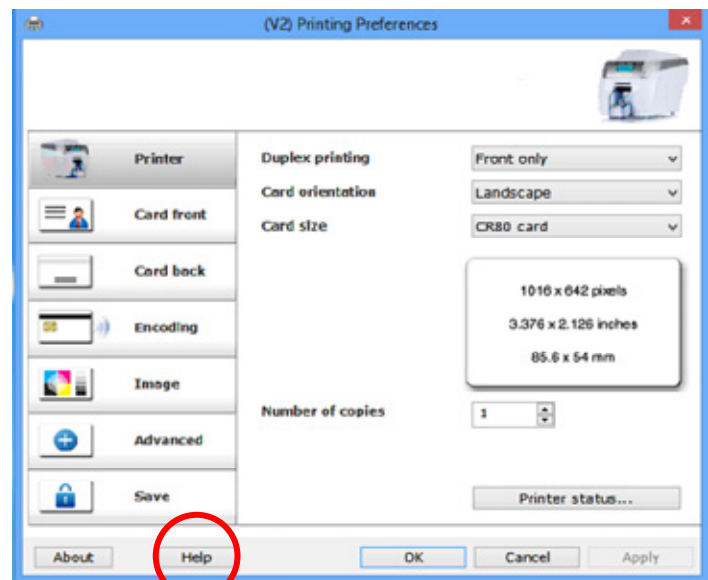 (V2) Printing Preferences
Printer
Duplex printing Front only
Card orientation Landscape
Card front
Card size CR80 card
Card back
1016 x 642 pixels
Encoding
3.376 x 2.126 inches
85.6 x 54 mm
Image
Number of copies 1
Advanced
Save
Printer status...
About Help OK Cancel Apply